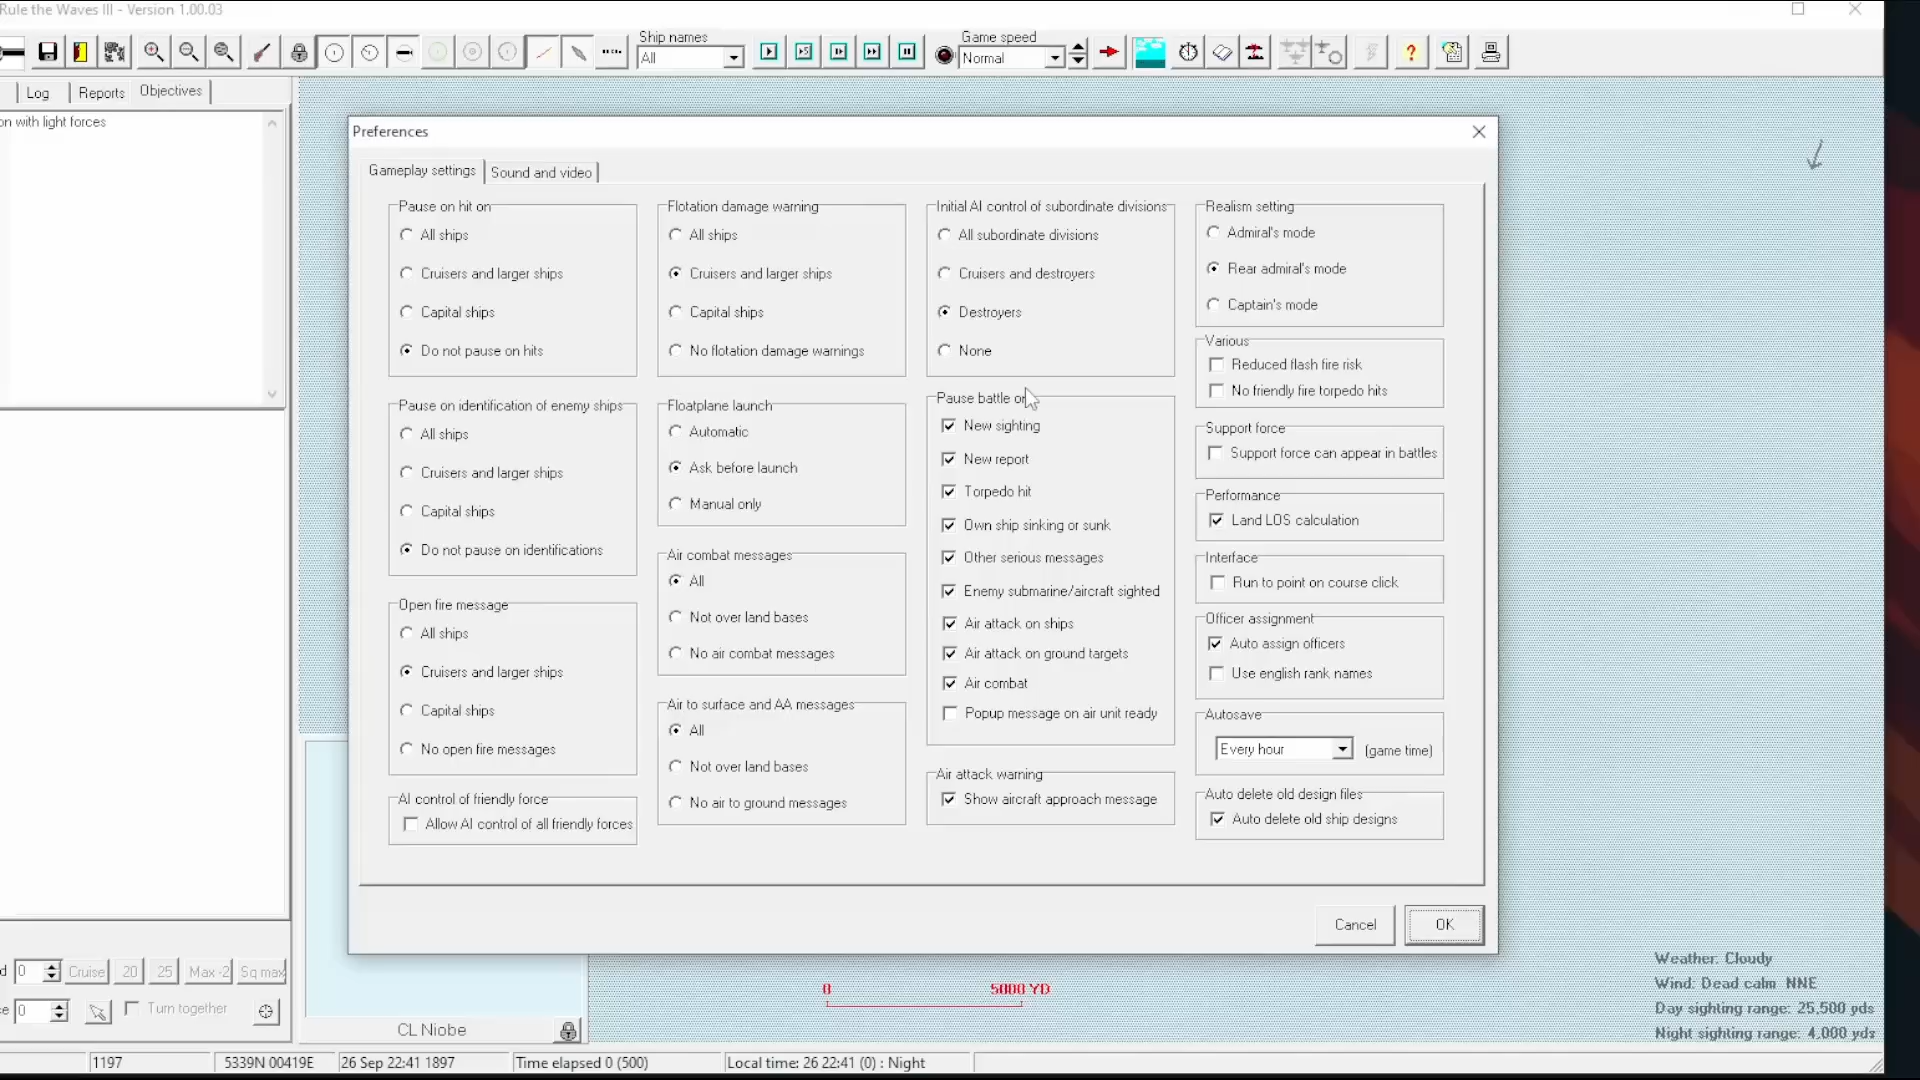 Rule the Waves III - Version 1.00.03
Ship names
All
Game speed
Normal
Log
Reports
Objectives
on with light forces
Preferences
Gameplay settings
Sound and video
Pause on hit on
All ships
Cruisers and larger ships
Capital ships
Do not pause on hits
Pause on identification of enemy ships
All ships
Cruisers and larger ships
Capital ships
Do not pause on identifications
Open fire message
All ships
Cruisers and larger ships
Capital ships
No open fire messages
AI control of friendly force
Allow AI control of all friendly forces
Flotation damage warning
All ships
Cruisers and larger ships
Capital ships
No flotation damage warnings
Floatplane launch
Automatic
Ask before launch
Manual only
Air combat messages
All
Not over land bases
No air combat messages
Air to surface and AA messages
All
Not over land bases
No air to ground messages
Initial AI control of subordinate divisions
All subordinate divisions
Cruisers and destroyers
Destroyers
None
Pause battle on
New sighting
New report
Torpedo hit
Own ship sinking or sunk
Other serious messages
Enemy submarine/aircraft sighted
Air attack on ships
Air attack on ground targets
Air combat
Popup message on air unit ready
Air attack warning
Show aircraft approach message
Realism setting
Admiral's mode
Rear admiral's mode
Captain's mode
Various
Reduced flash fire risk
No friendly fire torpedo hits
Support force
Support force can appear in battles
Performance
Land LOS calculation
Interface
Run to point on course click
Officer assignment
Auto assign officers
Use english rank names
Autosave
Every hour
(game time)
Auto delete old design files
Auto delete old ship designs
Cancel
OK
d 0 Cruise 20 25 Max -2 Sq max
e 0 Turn together
CL Niobe
0 5000 YD
Weather: Cloudy
Wind: Dead calm NNE
Day sighting range: 25,500 yds
Night sighting range: 4,000 yds
1197
5339N 00419E
26 Sep 22:41 1897
Time elapsed 0 (500)
Local time: 26 22:41 (0) : Night